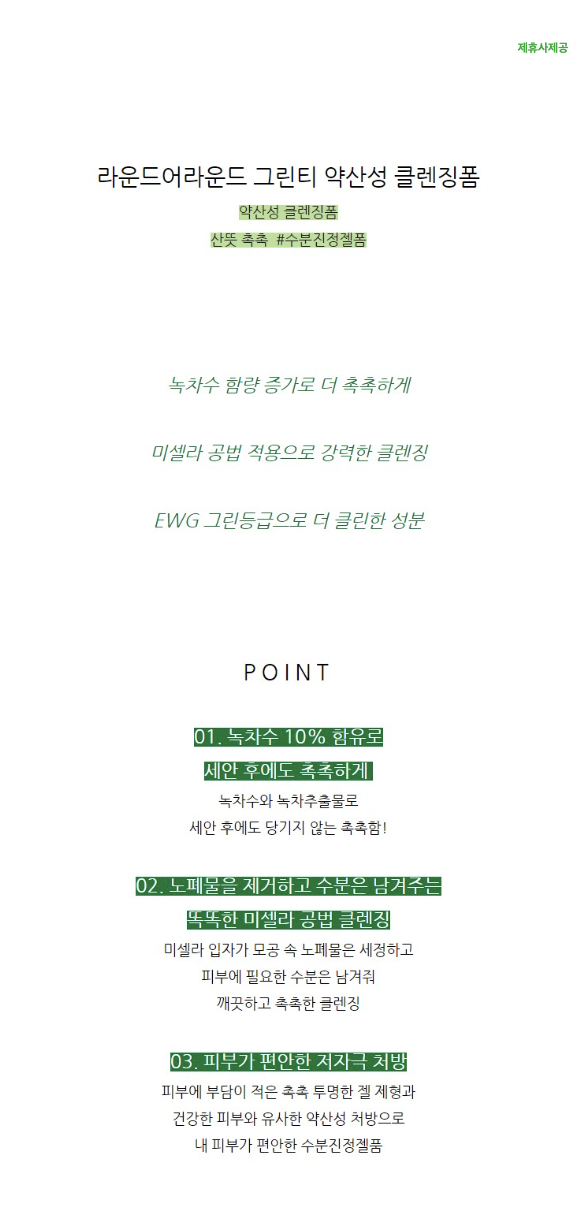 제휴사제공
라운드어라운드 그린티 약산성 클렌징폼
약산성 클렌징폼
산뜻 촉촉 #수분진정젤폼
녹차수 함량 증가로 더 촉촉하게
미셀라 공법 적용으로 강력한 클렌징
EWG 그린등급으로 더 클린한 성분
POINT
01. 녹차수 10% 함유로
세안 후에도 촉촉하게
녹차수와 녹차추출물로
세안 후에도 당기지 않는 촉촉함!
02. 노폐물을 제거하고 수분은 남겨주는
똑똑한 미셀라 공법 클렌징
미셀라 입자가 모공 속 노폐물은 세정하고
피부에 필요한 수분은 남겨줘
깨끗하고 촉촉한 클렌징
03. 피부가 편안한 저자극 처방
피부에 부담이 적은 촉촉 투명한 젤 제형과
건강한 피부와 유사한 약산성 처방으로
내 피부가 편안한 수분진정젤폼